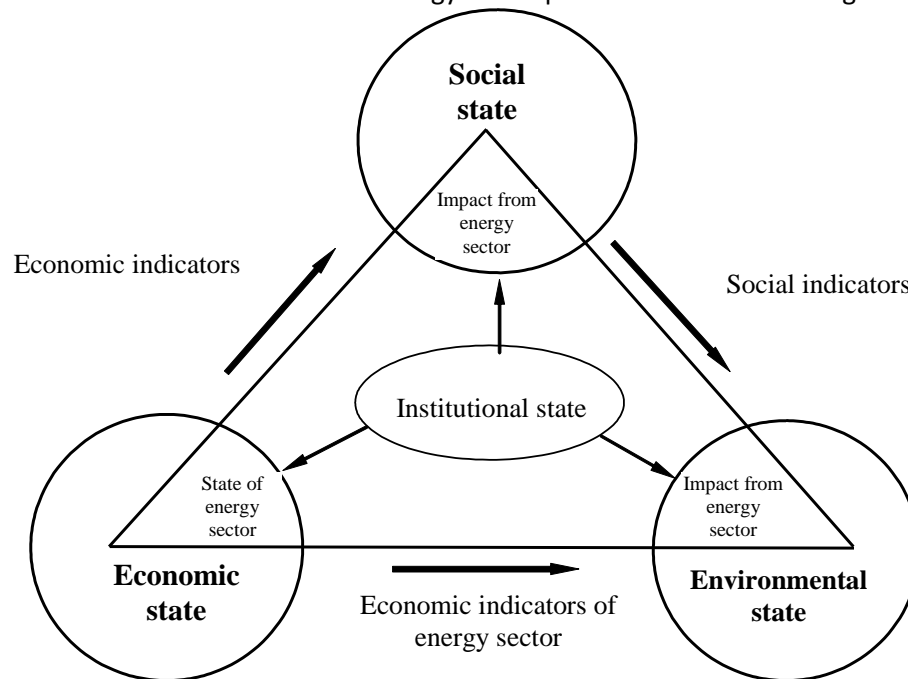 Social
state
Impact from
energy
sector
Economic indicators
Social indicators
Institutional state
State of
energy
sector
Impact from
energy
sector
Economic
state
Environmental
state
Economic indicators of
energy sector